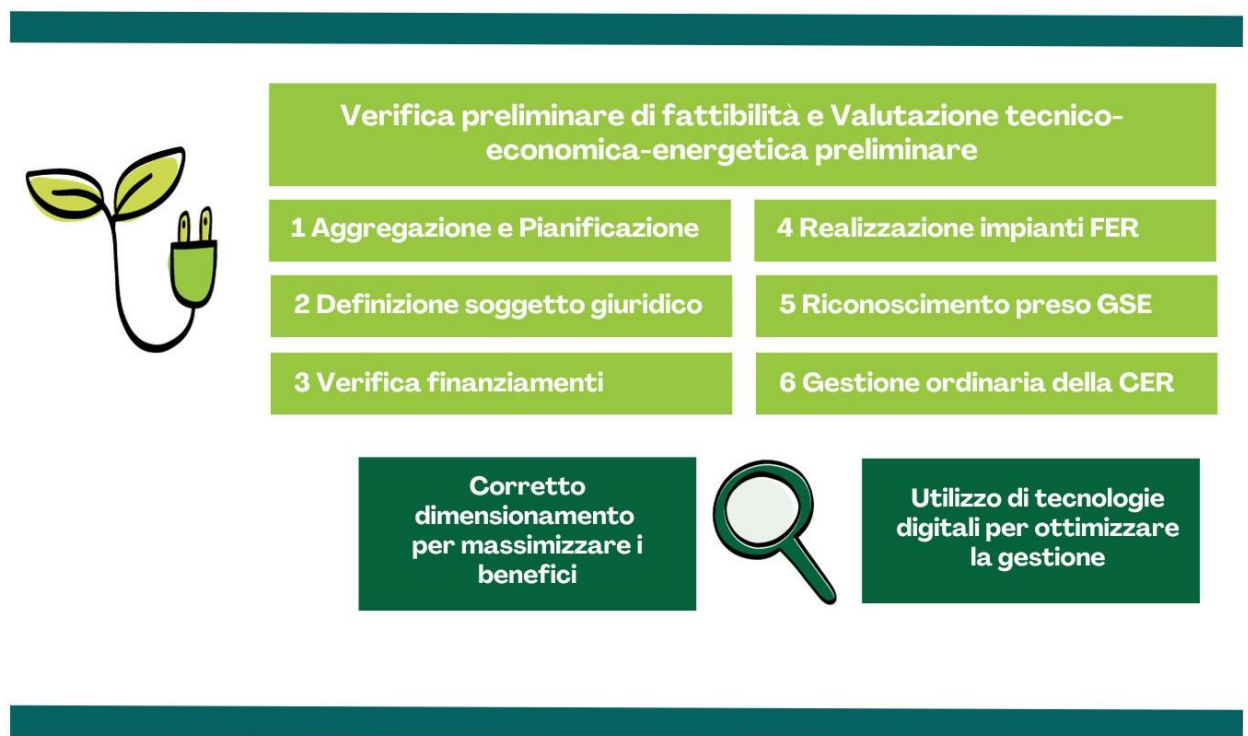 Verifica preliminare di fattibilità e Valutazione tecnico-
economica-energetica preliminare
1 Aggregazione e Pianificazione
2 Definizione soggetto giuridico
3 Verifica finanziamenti
4 Realizzazione impianti FER
5 Riconoscimento preso GSE
6 Gestione ordinaria della CER
Corretto
dimensionamento
per massimizzare i
benefici
Utilizzo di tecnologie
digitali per ottimizzare
la gestione